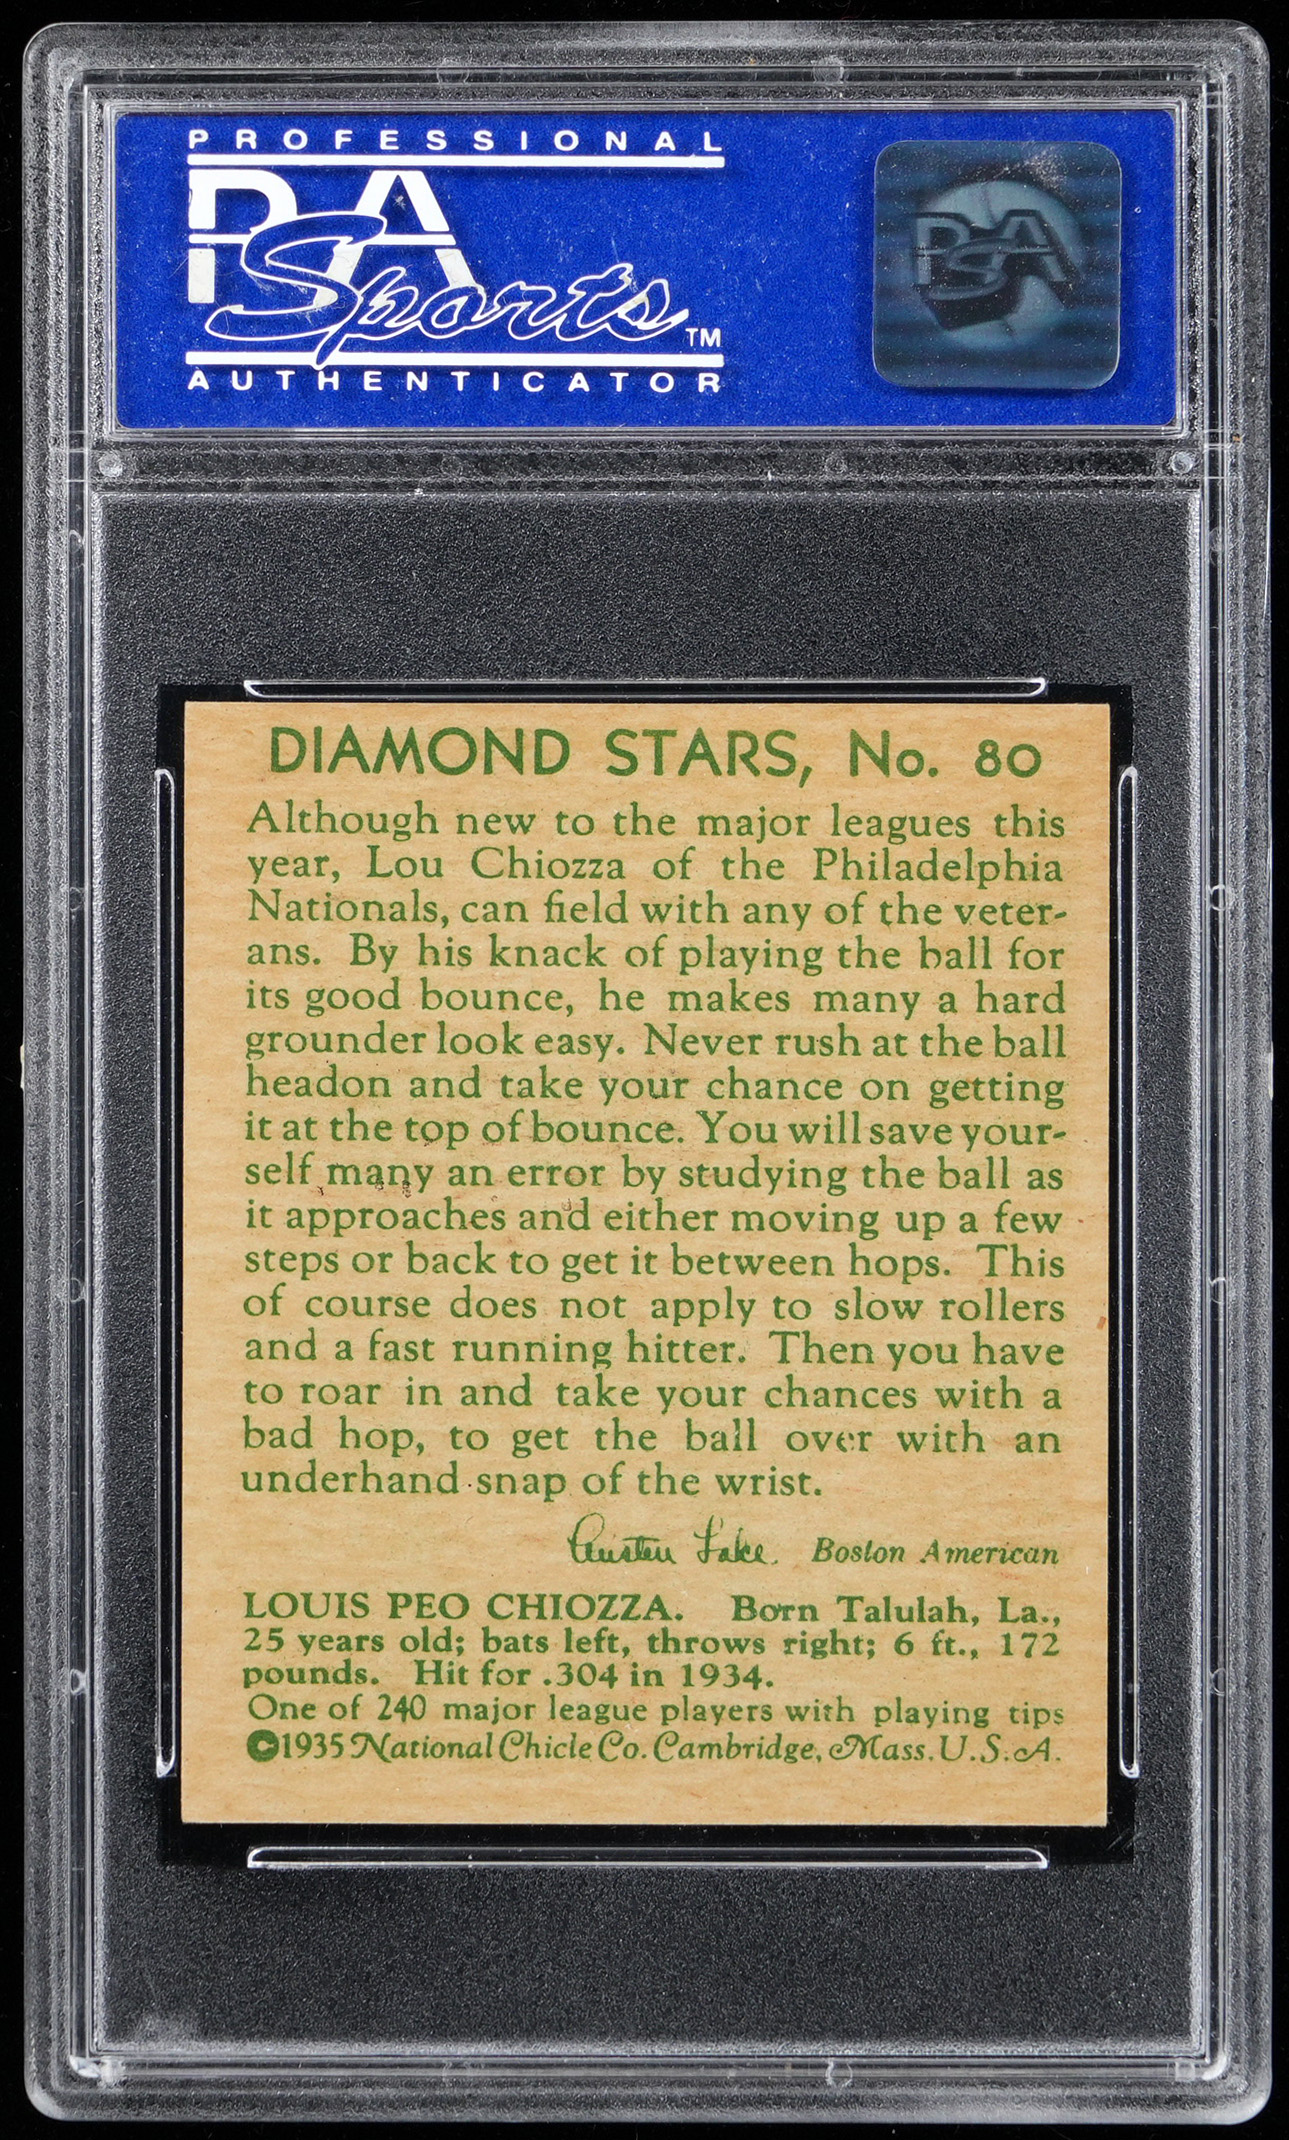 PROFESSIONAL
PSA
Sports™
AUTHENTICATOR
PSA
DIAMOND STARS, No. 80
Although new to the major leagues this
year, Lou Chiozza of the Philadelphia
Nationals, can field with any of the veter-
ans. By his knack of playing the ball for
its good bounce, he makes many a hard
grounder look easy. Never rush at the ball
headon and take your chance on getting
it at the top of bounce. You will save your-
self many an error by studying the ball as
it approaches and either moving up a few
steps or back to get it between hops. This
of course does not apply to slow rollers
and a fast running hitter. Then you have
to roar in and take your chances with a
bad hop, to get the ball over with an
underhand snap of the wrist.
Austen Lake. Boston American
LOUIS PEO CHIOZZA. Born Talulah, La.,
25 years old; bats left, throws right; 6 ft., 172
pounds. Hit for .304 in 1934.
One of 240 major league players with playing tips
©1935 National Chicle Co. Cambridge, Mass. U.S.A.